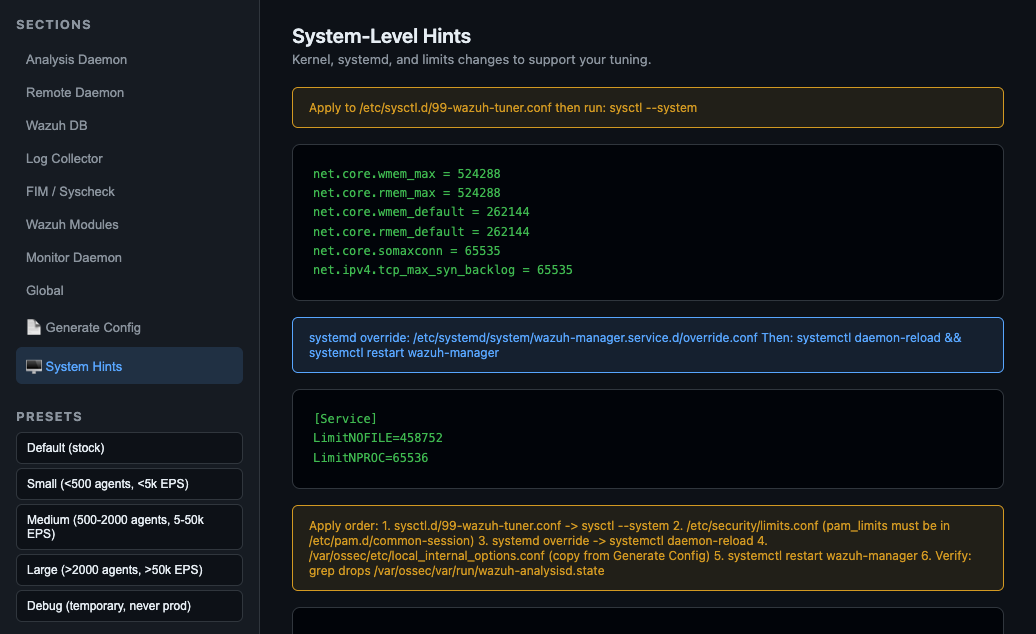 SECTIONS
Analysis Daemon
Remote Daemon
Wazuh DB
Log Collector
FIM / Syscheck
Wazuh Modules
Monitor Daemon
Global
Generate Config
System Hints
PRESETS
Default (stock)
Small (<500 agents, <5k EPS)
Medium (500-2000 agents, 5-50k
EPS)
Large (>2000 agents, >50k EPS)
Debug (temporary, never prod)
System-Level Hints
Kernel, systemd, and limits changes to support your tuning.
Apply to /etc/sysctl.d/99-wazuh-tuner.conf then run: sysctl --system
net.core.wmem_max = 524288
net.core.rmem_max = 524288
net.core.wmem_default = 262144
net.core.rmem_default = 262144
net.core.somaxconn = 65535
net.ipv4.tcp_max_syn_backlog = 65535
systemd override: /etc/systemd/system/wazuh-manager.service.d/override.conf Then: systemctl daemon-reload &&
systemctl restart wazuh-manager
[Service]
LimitNOFILE=458752
LimitNPROC=65536
Apply order: 1. sysctl.d/99-wazuh-tuner.conf -> sysctl --system 2. /etc/security/limits.conf (pam_limits must be in
/etc/pam.d/common-session) 3. systemd override -> systemctl daemon-reload 4.
/var/ossec/etc/local_internal_options.conf (copy from Generate Config) 5. systemctl restart wazuh-manager 6. Verify:
grep drops /var/ossec/var/run/wazuh-analysisd.state